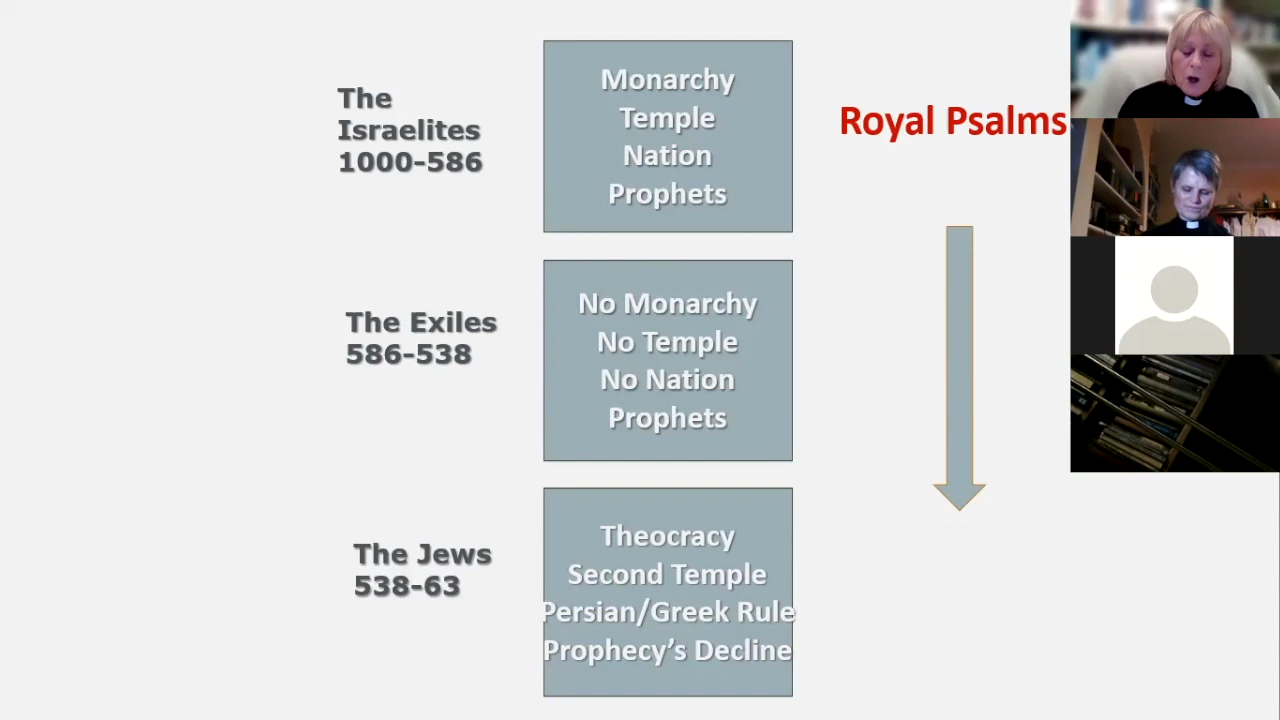 The
Israelites
1000-586
Monarchy
Temple
Nation
Prophets
Royal Psalms
The Exiles
586-538
No Monarchy
No Temple
No Nation
Prophets
The Jews
538-63
Theocracy
Second Temple
Persian/Greek Rule
Prophecy’s Decline